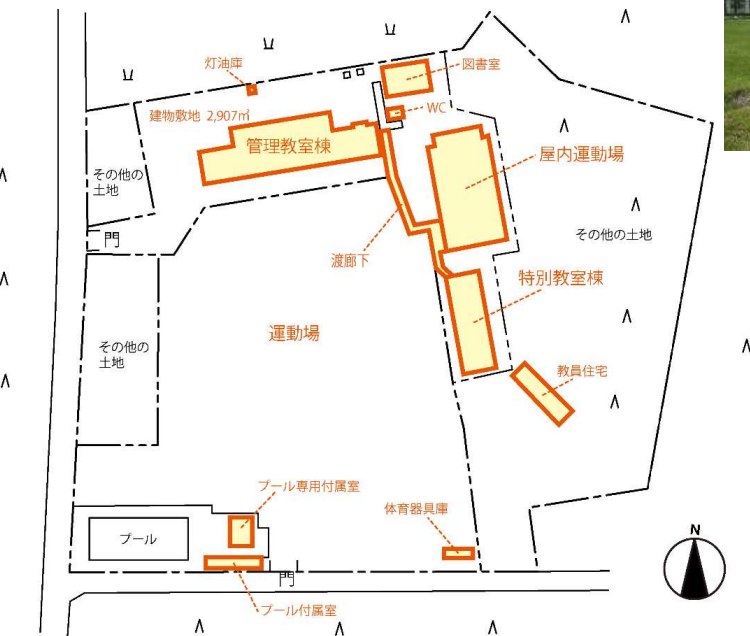 灯油庫
図書室
建物敷地 2,907㎡
WC
管理教室棟
屋内運動場
その他の
土地
門
渡廊下
その他の土地
特別教室棟
運動場
その他の
土地
教員住宅
プール専用付属室
体育器具庫
プール
N
門
プール付属室